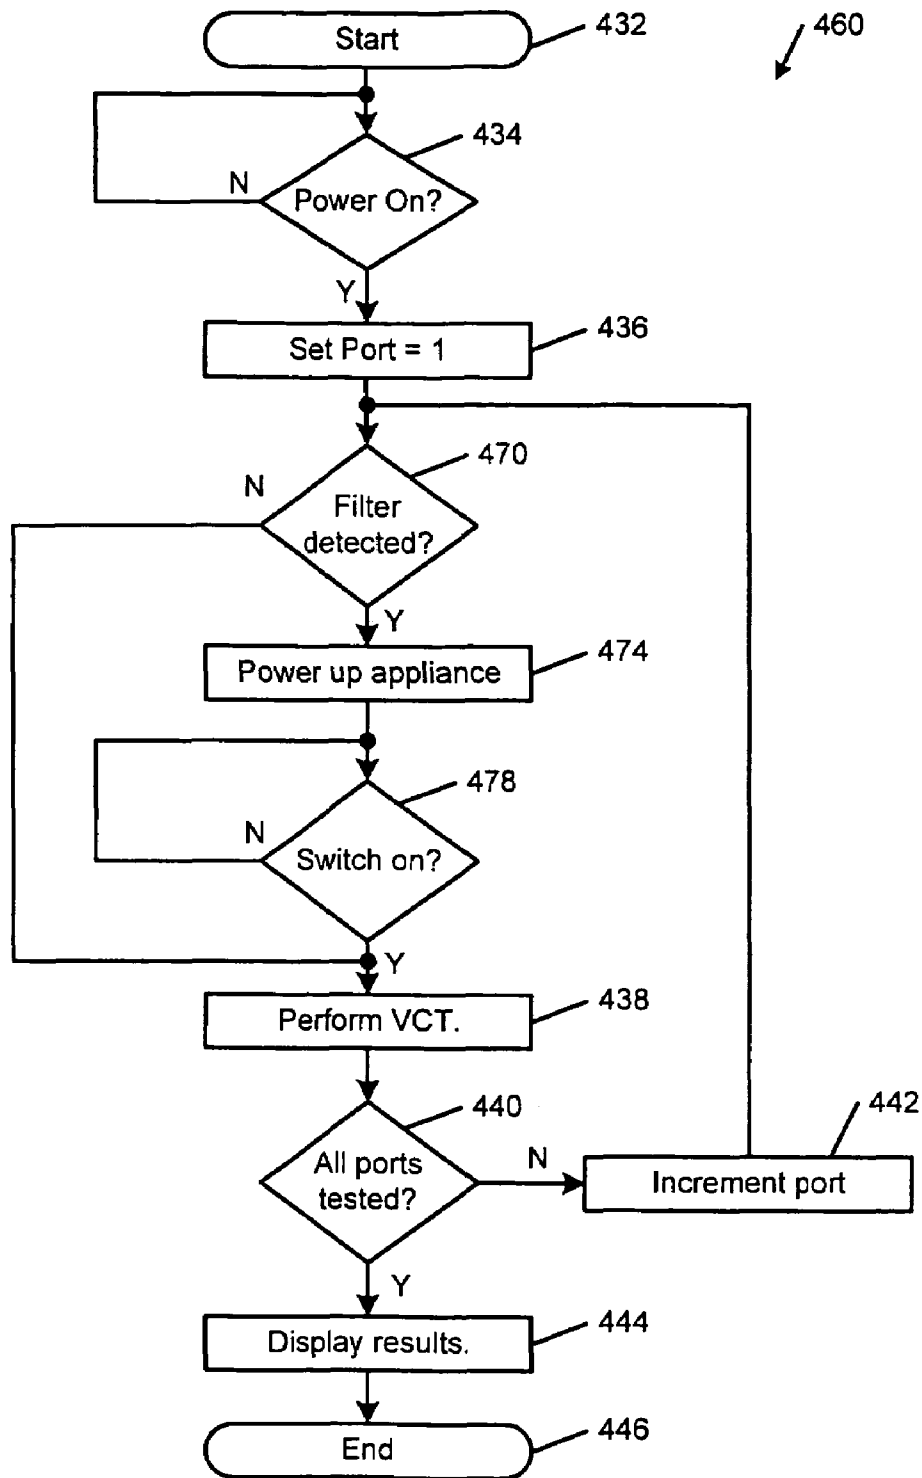 Start
432
460
434
N
Power On?
Y
Set Port = 1
436
470
N
Filter
detected?
Y
Power up appliance
474
478
N
Switch on?
Y
Perform VCT.
438
440
All ports
tested?
N
442
Increment port
Y
Display results.
444
End
446